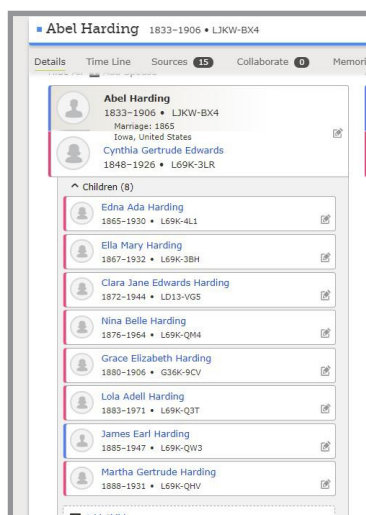 Abel Harding 1833-1906 • LJKW-BX4
Details Time Line Sources 15 Collaborate 0 Memori
Abel Harding
1833-1906 • LJKW-BX4
Marriage: 1865
Iowa, United States
Cynthia Gertrude Edwards
1848-1926 • L69K-3LR
Children (8)
Edna Ada Harding
1865-1930 • L69K-4L1
Ella Mary Harding
1867-1932 • L69K-3BH
Clara Jane Edwards Harding
1872-1944 • LD13-VG5
Nina Belle Harding
1876-1964 • L69K-QM4
Grace Elizabeth Harding
1880-1906 • G36K-9CV
Lola Adell Harding
1883-1971 • L69K-Q3T
James Earl Harding
1885-1947 • L69K-QW3
Martha Gertrude Harding
1888-1931 • L69K-QHV